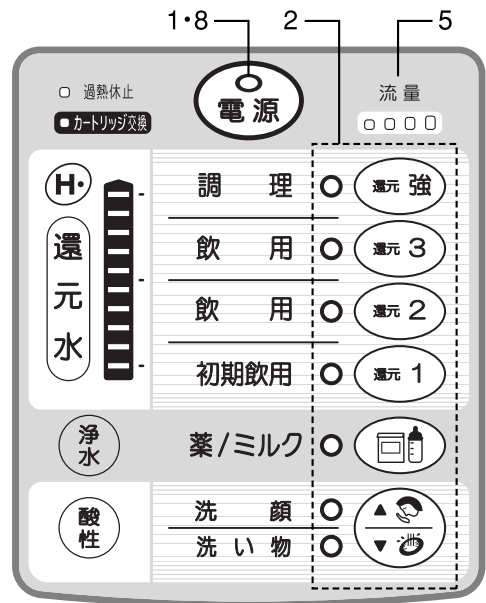 1•8 2 5
過熱休止
カートリッジ交換
電源
流量
H•
還元水
調理
還元 強
飲用
還元 3
飲用
還元 2
初期飲用
還元 1
浄水
薬/ミルク
酸性
洗顔
洗い物